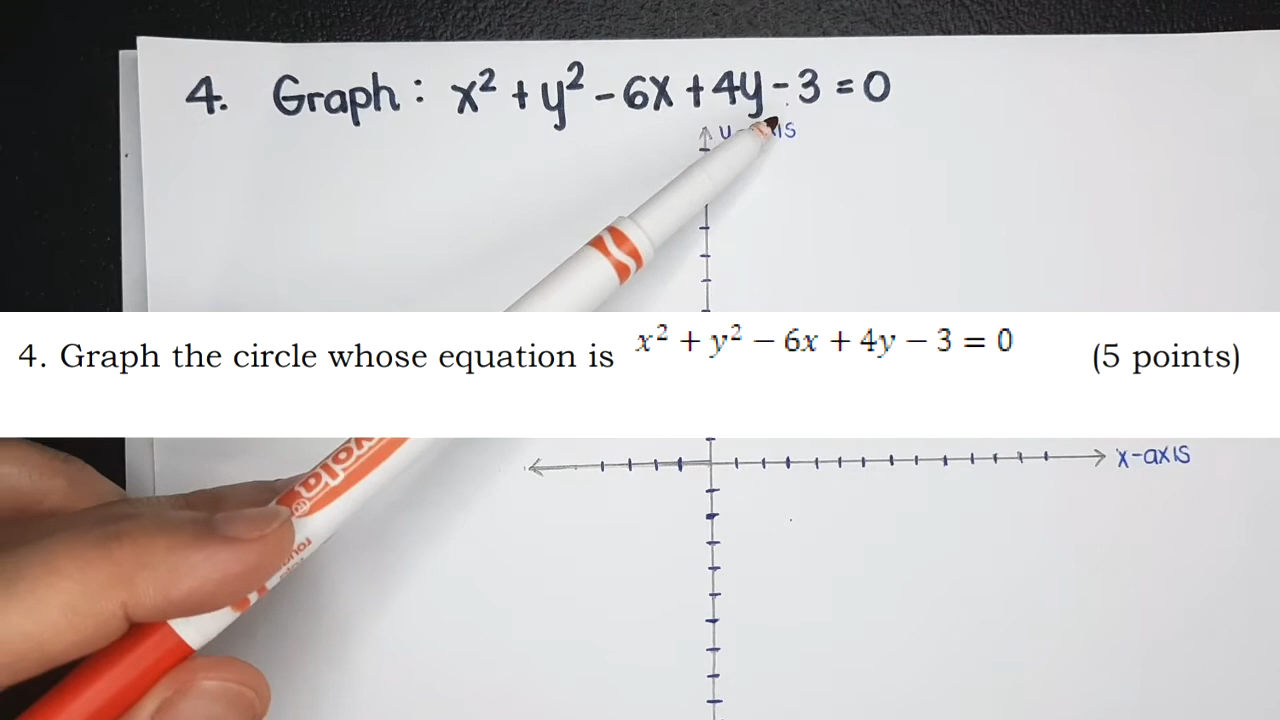 4. Graph : x² + y² - 6x + 4y - 3 = 0
4. Graph the circle whose equation is x² + y² − 6x + 4y − 3 = 0 (5 points)
x-axis